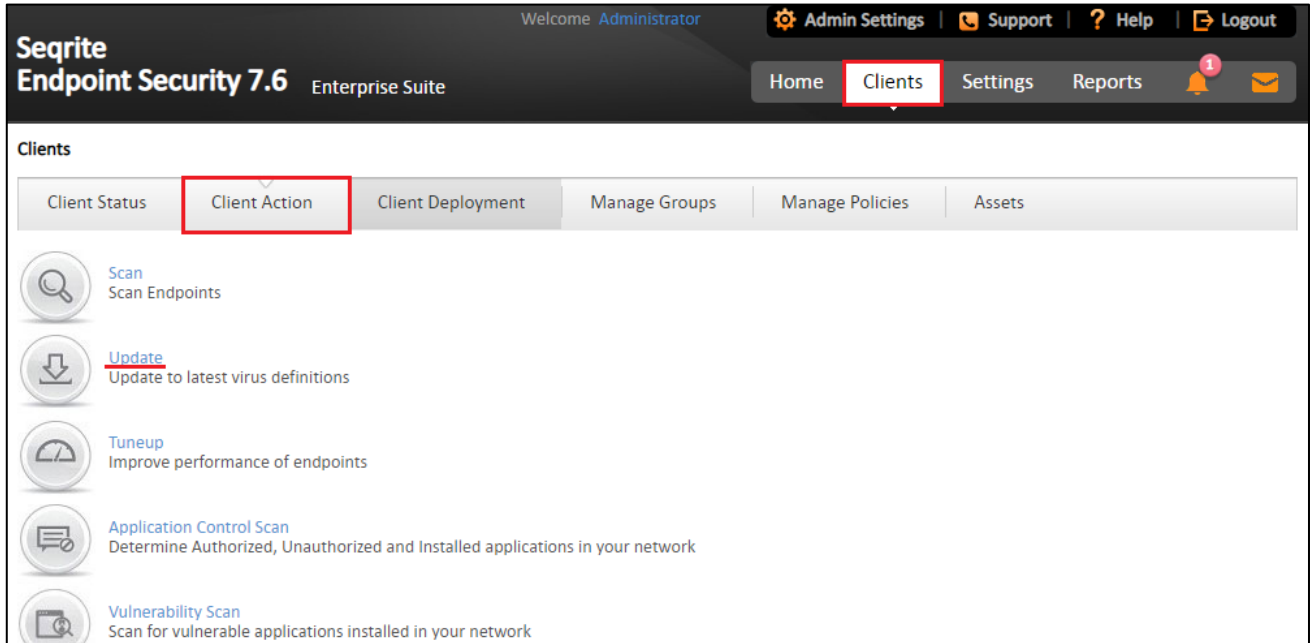 Welcome Administrator
Admin Settings | Support | ? Help | Logout
Seqrite
Endpoint Security 7.6 Enterprise Suite
Home Clients Settings Reports 1
Clients
Client Status Client Action Client Deployment Manage Groups Manage Policies Assets
Scan
Scan Endpoints
Update
Update to latest virus definitions
Tuneup
Improve performance of endpoints
Application Control Scan
Determine Authorized, Unauthorized and Installed applications in your network
Vulnerability Scan
Scan for vulnerable applications installed in your network